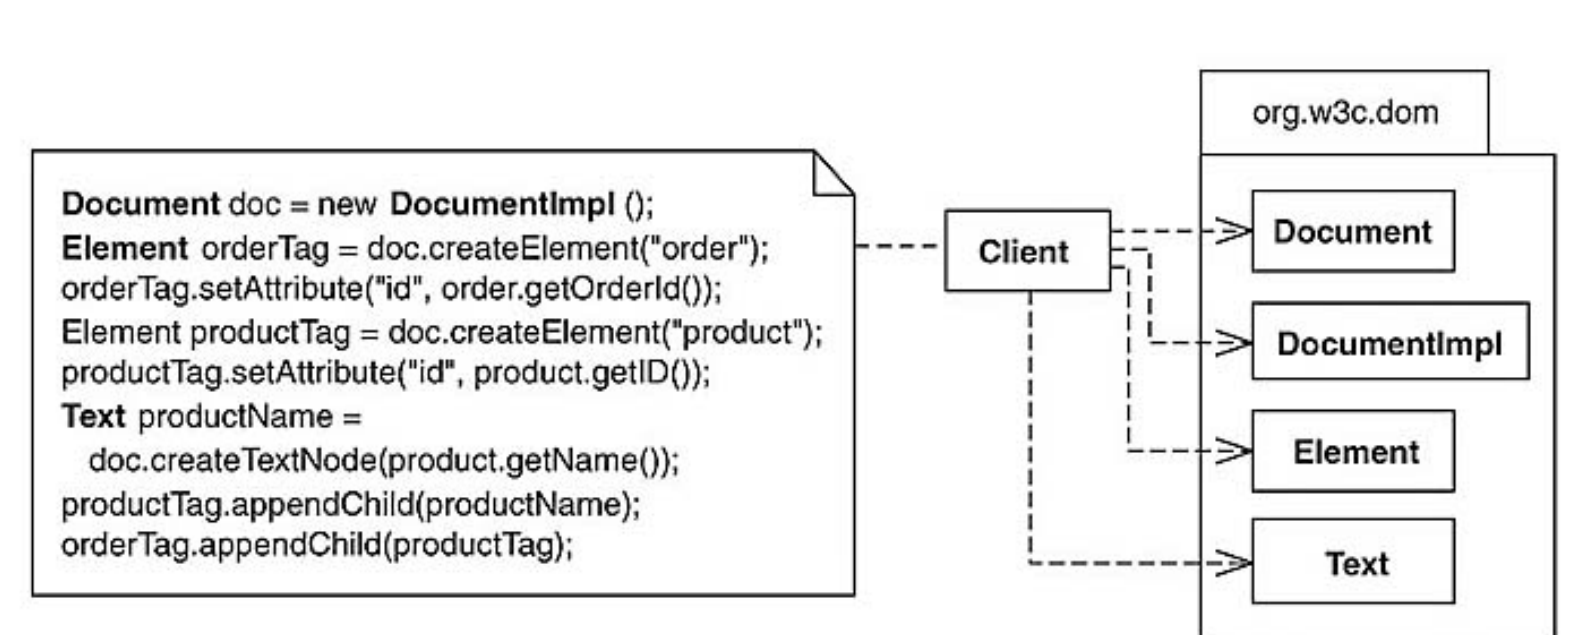 org.w3c.dom
Document doc = new DocumentImpl ();
Element orderTag = doc.createElement("order");
orderTag.setAttribute("id", order.getOrderId());
Element productTag = doc.createElement("product");
productTag.setAttribute("id", product.getID());
Text productName =
doc.createTextNode(product.getName());
productTag.appendChild(productName);
orderTag.appendChild(productTag);
Client
Document
DocumentImpl
Element
Text